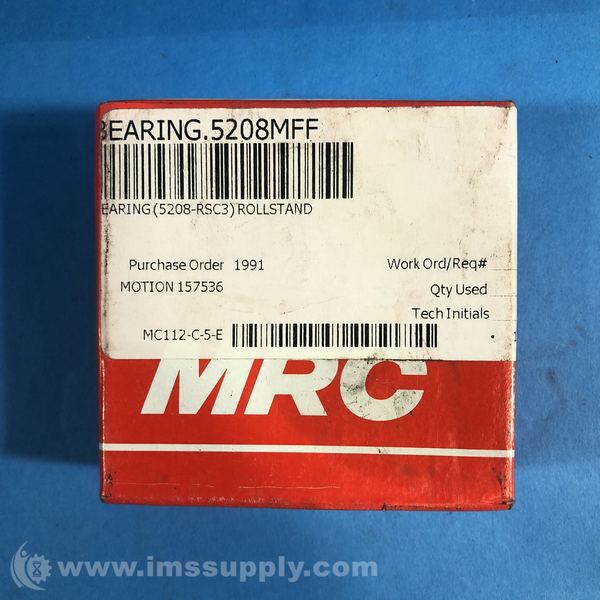 BEARING.5208MFF
EARING(5208-RSC3)ROLLSTAND
Purchase Order 1991 Work Ord/Req#
MOTION 157536 Qty Used
Tech Initials
MC112-C-5-E
MRC
www.imssupply.com